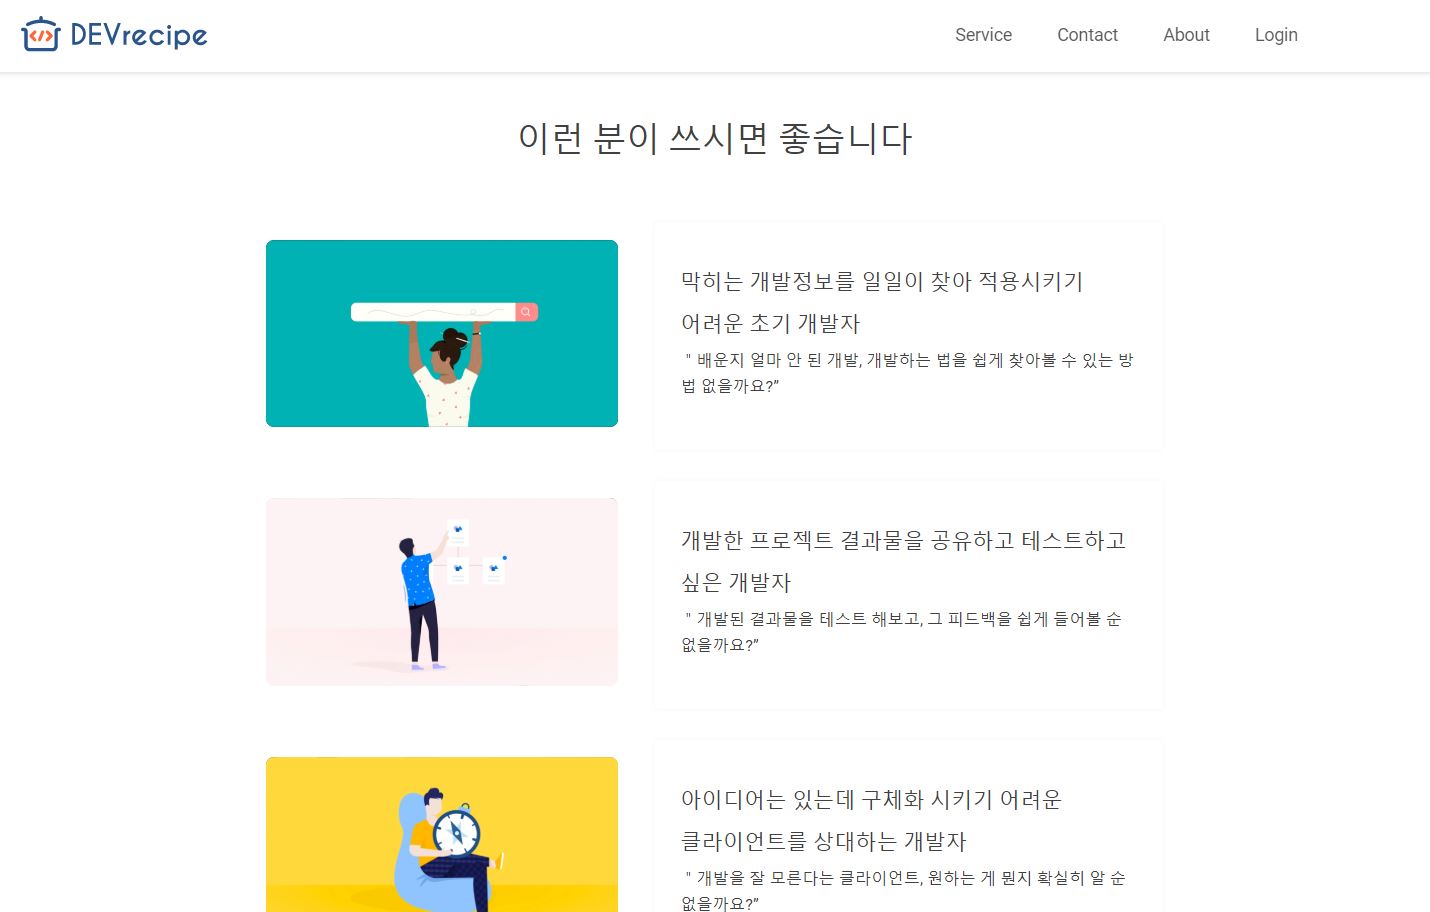 DEVrecipe
Service Contact About Login
이런 분이 쓰시면 좋습니다
막히는 개발정보를 일일이 찾아 적용시키기
어려운 초기 개발자
" 배운지 얼마 안 된 개발, 개발하는 법을 쉽게 찾아볼 수 있는 방
법 없을까요?”
개발한 프로젝트 결과물을 공유하고 테스트하고
싶은 개발자
" 개발된 결과물을 테스트 해보고, 그 피드백을 쉽게 들어볼 순
없을까요?”
아이디어는 있는데 구체화 시키기 어려운
클라이언트를 상대하는 개발자
" 개발을 잘 모른다는 클라이언트, 원하는 게 뭔지 확실히 알 순
없을까요?”